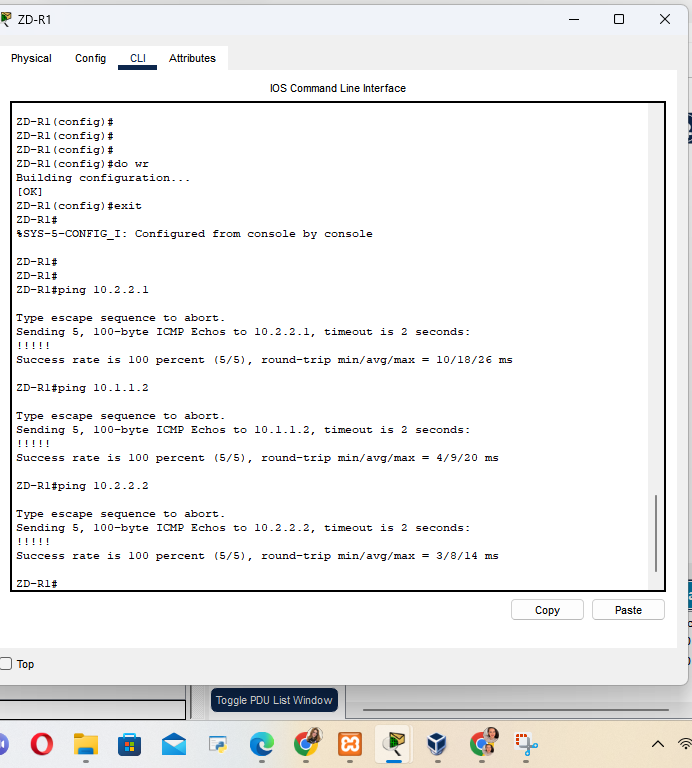 ZD-R1
Physical Config CLI Attributes
IOS Command Line Interface
ZD-R1(config)#
ZD-R1(config)#
ZD-R1(config)#
ZD-R1(config)#do wr
Building configuration...
[OK]
ZD-R1(config)#exit
ZD-R1#
%SYS-5-CONFIG_I: Configured from console by console
ZD-R1#
ZD-R1#
ZD-R1#ping 10.2.2.1
Type escape sequence to abort.
Sending 5, 100-byte ICMP Echos to 10.2.2.1, timeout is 2 seconds:
!!!!!
Success rate is 100 percent (5/5), round-trip min/avg/max = 10/18/26 ms
ZD-R1#ping 10.1.1.2
Type escape sequence to abort.
Sending 5, 100-byte ICMP Echos to 10.1.1.2, timeout is 2 seconds:
!!!!!
Success rate is 100 percent (5/5), round-trip min/avg/max = 4/9/20 ms
ZD-R1#ping 10.2.2.2
Type escape sequence to abort.
Sending 5, 100-byte ICMP Echos to 10.2.2.2, timeout is 2 seconds:
!!!!!
Success rate is 100 percent (5/5), round-trip min/avg/max = 3/8/14 ms
ZD-R1#
Copy Paste
Top
Toggle PDU List Window